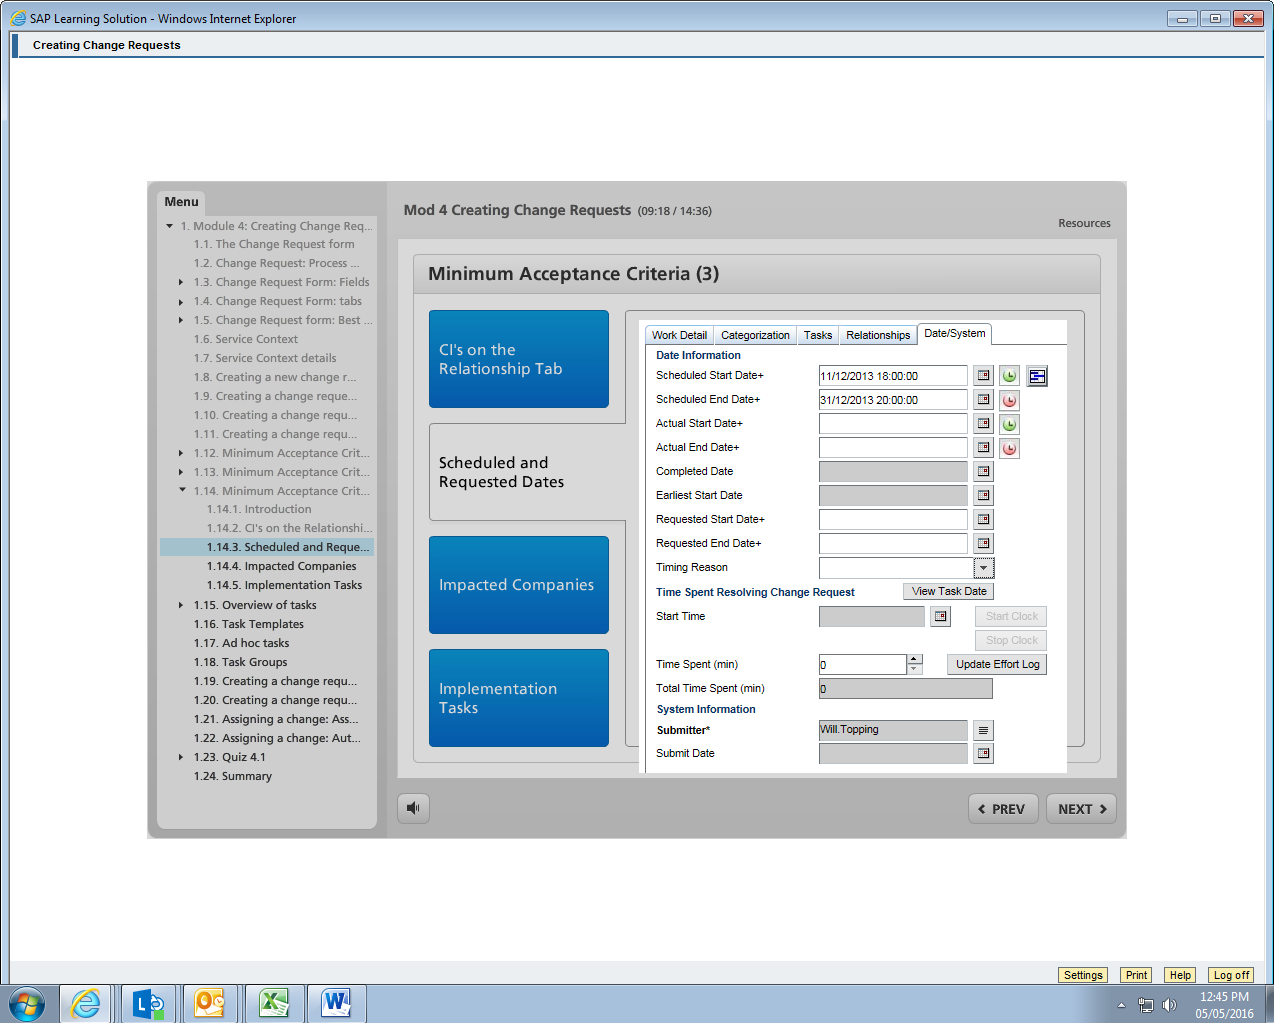 SAP Learning Solution - Windows Internet Explorer
Creating Change Requests
Menu
1. Module 4: Creating Change Req...
1.1. The Change Request form
1.2. Change Request: Process ...
1.3. Change Request Form: Fields
1.4. Change Request Form: tabs
1.5. Change Request form: Best ...
1.6. Service Context
1.7. Service Context details
1.8. Creating a new change r...
1.9. Creating a change reque...
1.10. Creating a change requ...
1.11. Creating a change requ...
1.12. Minimum Acceptance Crit...
1.13. Minimum Acceptance Crit...
1.14. Minimum Acceptance Crit...
1.14.1. Introduction
1.14.2. CI's on the Relationshi...
1.14.3. Scheduled and Reque...
1.14.4. Impacted Companies
1.14.5. Implementation Tasks
1.15. Overview of tasks
1.16. Task Templates
1.17. Ad hoc tasks
1.18. Task Groups
1.19. Creating a change requ...
1.20. Creating a change requ...
1.21. Assigning a change: Ass...
1.22. Assigning a change: Aut...
1.23. Quiz 4.1
1.24. Summary
Mod 4 Creating Change Requests (09:18 / 14:36)
Resources
Minimum Acceptance Criteria (3)
CI's on the
Relationship Tab
Scheduled and
Requested Dates
Impacted Companies
Implementation
Tasks
Work Detail Categorization Tasks Relationships Date/System
Date Information
Scheduled Start Date+ 11/12/2013 18:00:00
Scheduled End Date+ 31/12/2013 20:00:00
Actual Start Date+
Actual End Date+
Completed Date
Earliest Start Date
Requested Start Date+
Requested End Date+
Timing Reason
Time Spent Resolving Change Request View Task Date
Start Time Start Clock
Stop Clock
Time Spent (min) 0 Update Effort Log
Total Time Spent (min) 0
System Information
Submitter* Will.Topping
Submit Date
PREV NEXT
Settings Print Help Log off
12:45 PM
05/05/2016